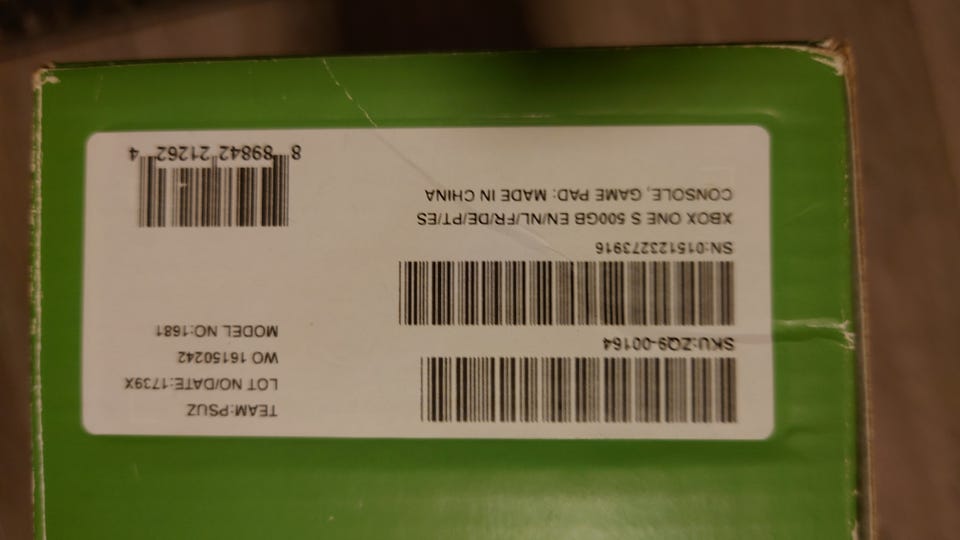 TEAM:PSUZ
LOT NO/DATE:1739X
WO 16150242
MODEL NO:1681
8 89842 21262 4
SKU:ZQ9-00164
SN:015123273916
XBOX ONE S 500GB EN/NL/FR/DE/PT/ES
CONSOLE, GAME PAD: MADE IN CHINA